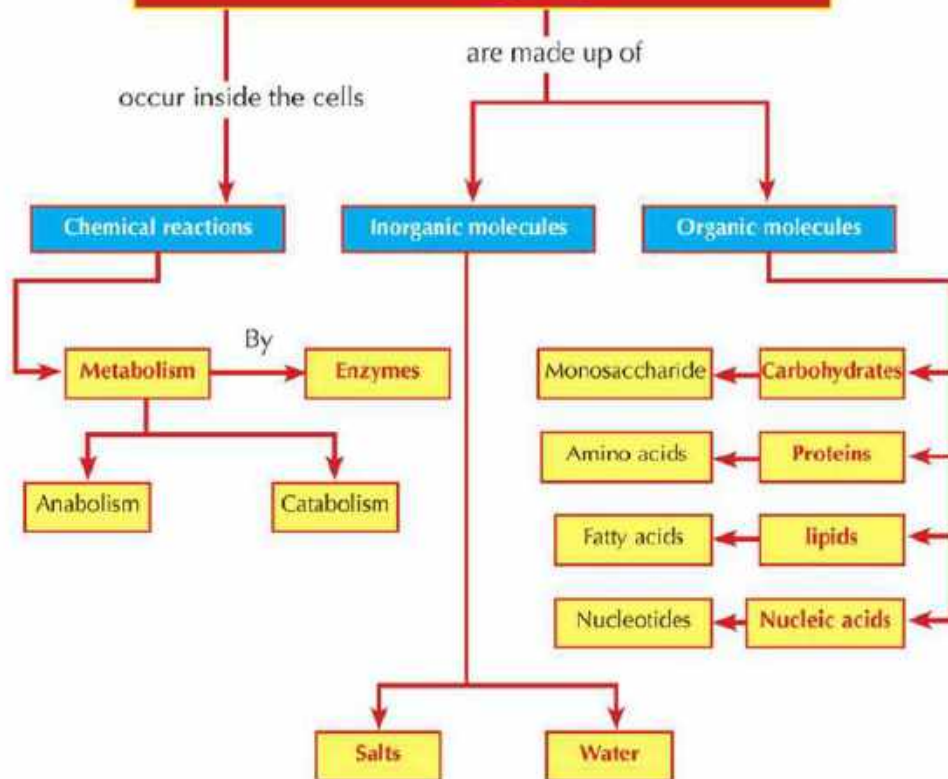 are made up of
occur inside the cells
Chemical reactions
Inorganic molecules
Organic molecules
By
Metabolism
Enzymes
Monosaccharide
Carbohydrates
Amino acids
Proteins
Anabolism
Catabolism
Fatty acids
lipids
Nucleotides
Nucleic acids
Salts
Water